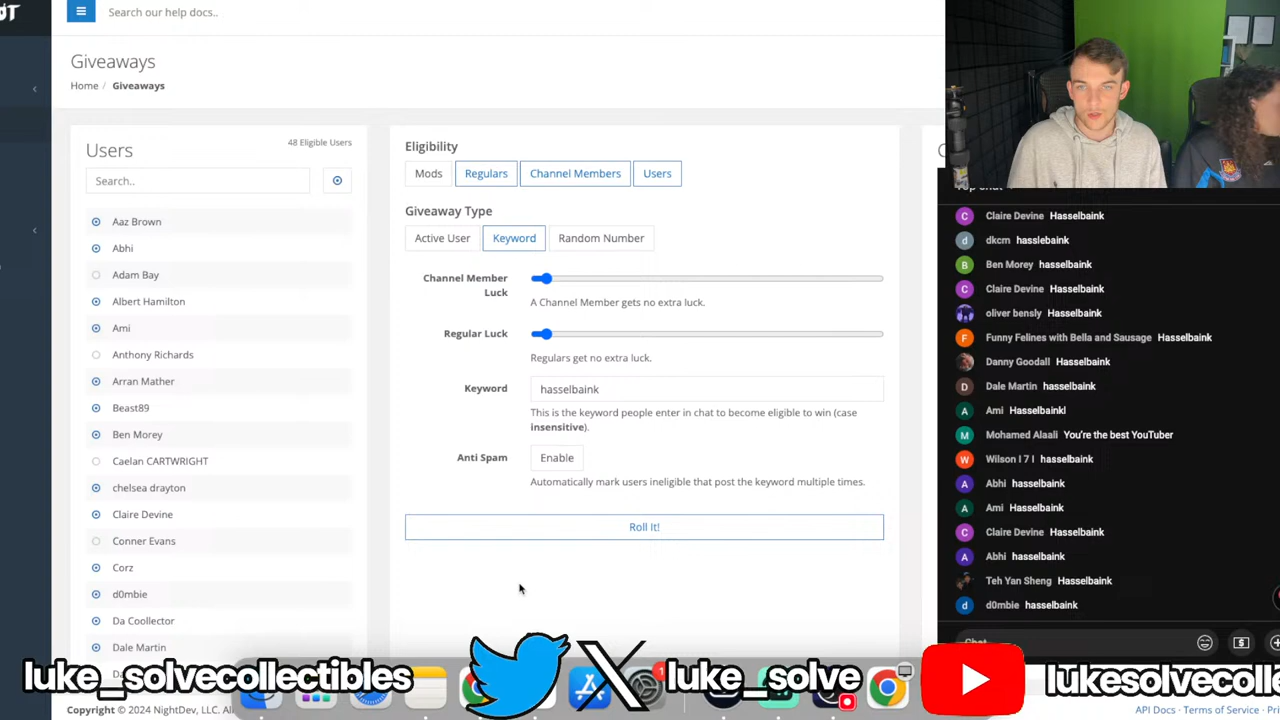 Search our help docs..
Giveaways
Home / Giveaways
Users
48 Eligible Users
Search..
Aaz Brown
Abhi
Adam Bay
Albert Hamilton
Ami
Anthony Richards
Arran Mather
Beast89
Ben Morey
Caelan CARTWRIGHT
chelsea drayton
Claire Devine
Conner Evans
Corz
d0mbie
Da Coollector
Dale Martin
Eligibility
Mods
Regulars
Channel Members
Users
Giveaway Type
Active User
Keyword
Random Number
Channel Member
Luck
A Channel Member gets no extra luck.
Regular Luck
Regulars get no extra luck.
Keyword
hasselbaink
This is the keyword people enter in chat to become eligible to win (case
insensitive).
Anti Spam
Enable
Automatically mark users ineligible that post the keyword multiple times.
Roll It!
Top Chat
C Claire Devine Hasselbaink
d dkcm hasslebaink
B Ben Morey hasselbaink
C Claire Devine Hasselbaink
oliver bensly Hasselbaink
F Funny Felines with Bella and Sausage Hasselbaink
Danny Goodall Hasselbaink
Dale Martin hasselbaink
A Ami Hasselbainkl
M Mohamed Alaali You're the best YouTuber
W Wilson I 7 I hasselbaink
A Abhi hasselbaink
A Ami Hasselbaink
C Claire Devine Hasselbaink
A Abhi hasselbaink
Teh Yan Sheng Hasselbaink
d d0mbie hasselbaink
Chat
luke_solvecollectibles
luke_solve
lukesolvecolle
Copyright © 2024 NightDev, LLC. All
API Docs - Terms of Service - Pri